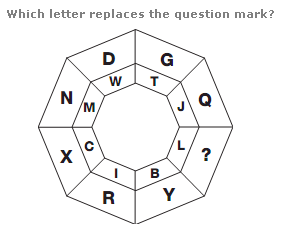 Which letter replaces the question mark?
D G
W T
N M J Q
X C L ?
I B
R Y